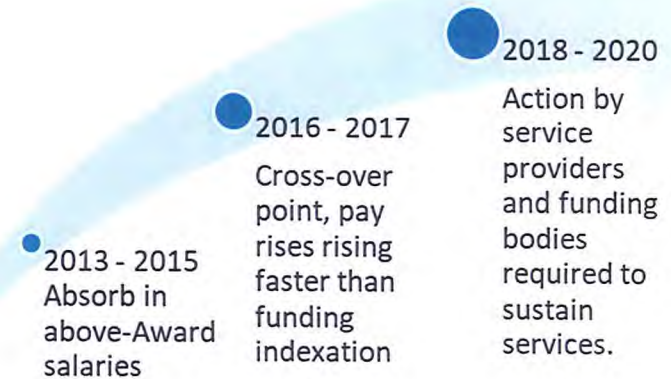 2013 - 2015
Absorb in
above-Award
salaries
2016 - 2017
Cross-over
point, pay
rises rising
faster than
funding
indexation
2018 - 2020
Action by
service
providers
and funding
bodies
required to
sustain
services.